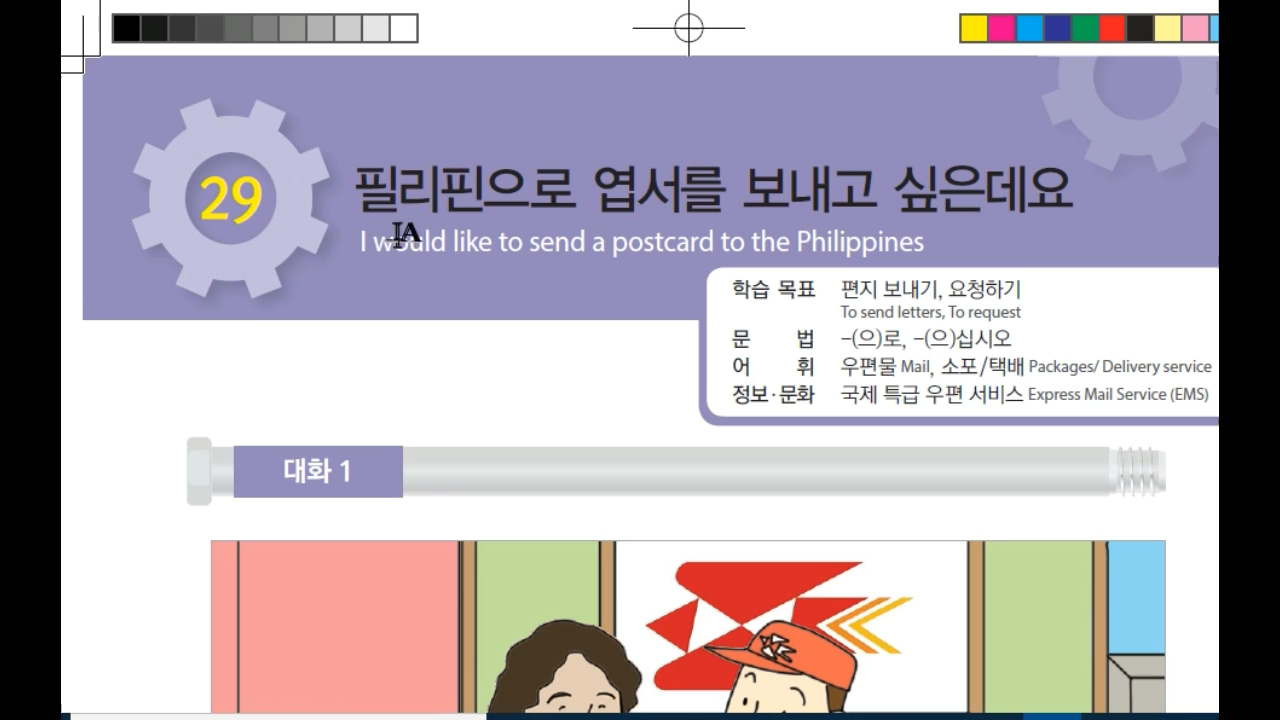 29
필리핀으로 엽서를 보내고 싶은데요
I would like to send a postcard to the Philippines
학습 목표 편지 보내기, 요청하기
To send letters, To request
문 법 -(으)로, -(으)십시오
어 휘 우편물 Mail, 소포/택배 Packages/ Delivery service
정보·문화 국제 특급 우편 서비스 Express Mail Service (EMS)
대화 1